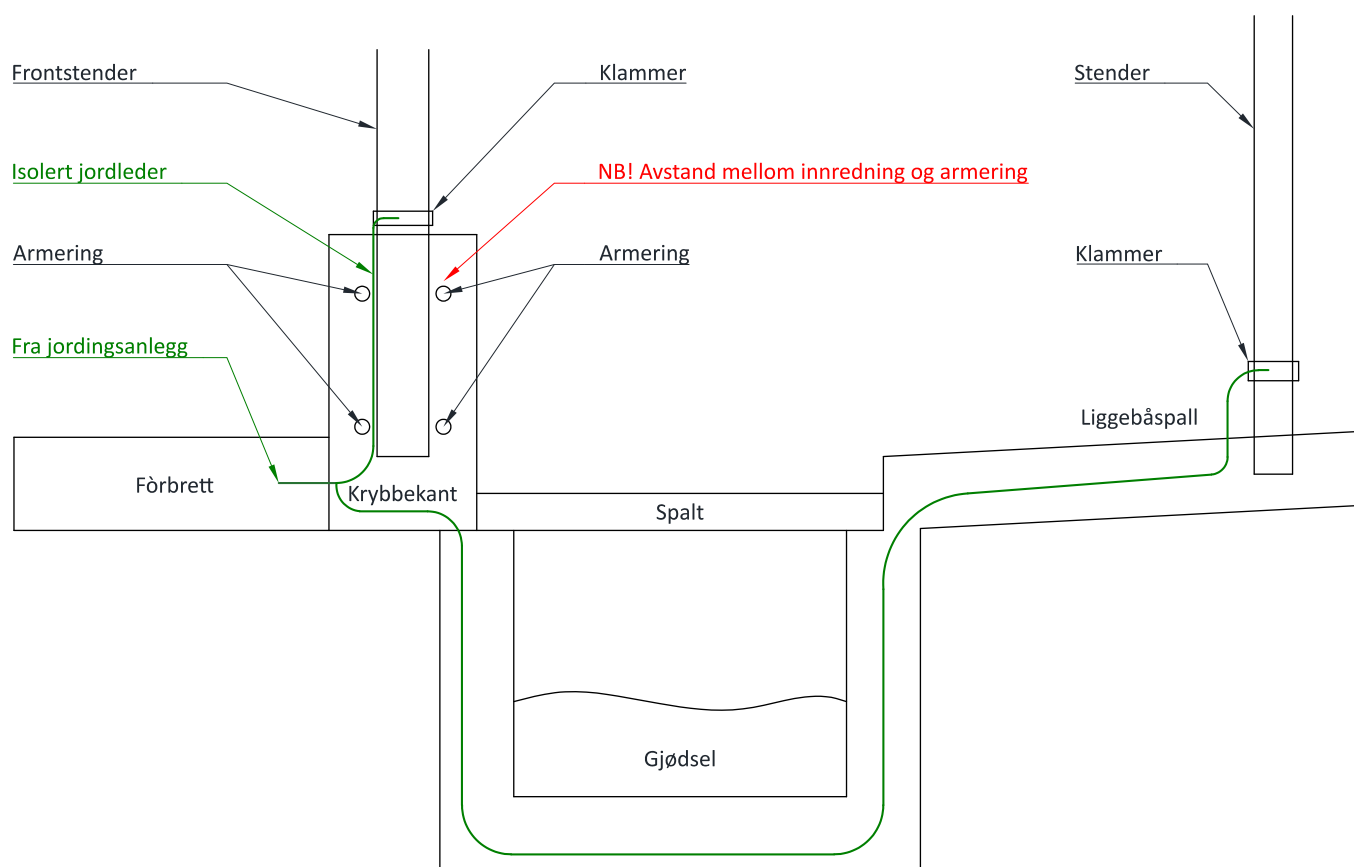 Frontstender
Klammer
Stender
Isolert jordleder
NB! Avstand mellom innredning og armering
Armering
Armering
Klammer
Fra jordingsanlegg
Liggebåspall
Fòrbrett
Krybbekant
Spalt
Gjødsel